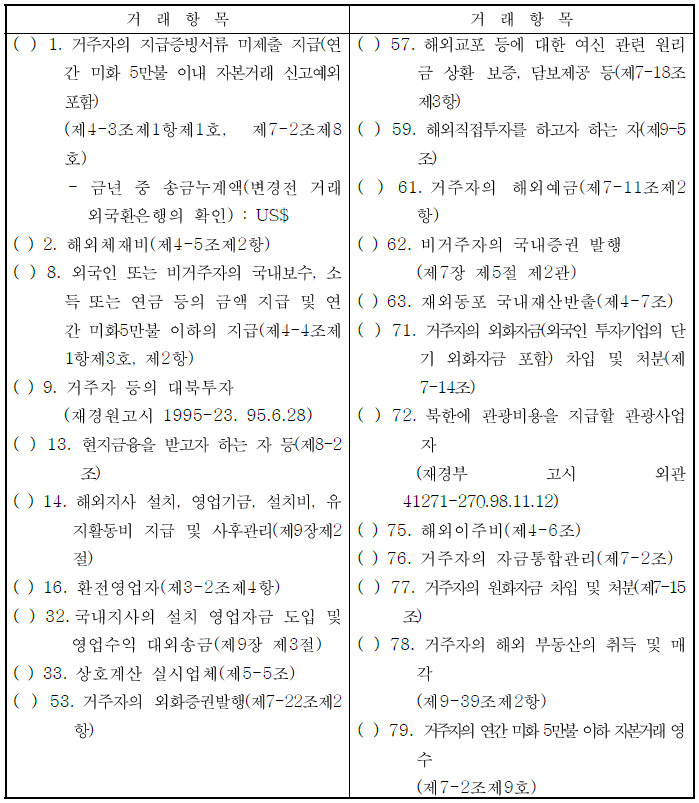 거 래 항 목
( ) 1. 거주자의 지급증빙서류 미제출 지급(연
간 미화 5만불 이내 자본거래 신고예외
포함)
(제4-3조제1항제1호, 제7-2조제8
호)
- 금년 중 송금누계액(변경전 거래
외국환은행의 확인) : US$
( ) 2. 해외체재비(제4-5조제2항)
( ) 8. 외국인 또는 비거주자의 국내보수, 소
득 또는 연금 등의 금액 지급 및 연
간 미화5만불 이하의 지급(제4-4조제
1항제3호, 제2항)
( ) 9. 거주자 등의 대북투자
(재경원고시 1995-23. 95.6.28)
( ) 13. 현지금융을 받고자 하는 자 등(제8-2
조)
( ) 14. 해외지사 설치, 영업기금, 설치비, 유
지활동비 지급 및 사후관리(제9장제2
절)
( ) 16. 환전영업자(제3-2조제4항)
( ) 32. 국내지사의 설치 영업자금 도입 및
영업수익 대외송금(제9장 제3절)
( ) 33. 상호계산 실시업체(제5-5조)
( ) 53. 거주자의 외화증권발행(제7-22조제2
항)
거 래 항 목
( ) 57. 해외교포 등에 대한 여신 관련 원리
금 상환 보증, 담보제공 등(제7-18조
제3항)
( ) 59. 해외직접투자를 하고자 하는 자(제9-5
조)
( ) 61. 거주자의 해외예금(제7-11조제2
항)
( ) 62. 비거주자의 국내증권 발행
(제7장 제5절 제2관)
( ) 63. 재외동포 국내재산반출(제4-7조)
( ) 71. 거주자의 외화자금(외국인 투자기업의 단
기 외화자금 포함) 차입 및 처분(제
7-14조)
( ) 72. 북한에 관광비용을 지급할 관광사업
자
(재경부 고시 외관
41271-270.98.11.12)
( ) 75. 해외이주비(제4-6조)
( ) 76. 거주자의 자금통합관리(제7-2조)
( ) 77. 거주자의 원화자금 차입 및 처분(제7-15
조)
( ) 78. 거주자의 해외 부동산의 취득 및 매
각
(제9-39조제2항)
( ) 79. 거주자의 연간 미화 5만불 이하 자본거래 영
수
(제7-2조제9호)